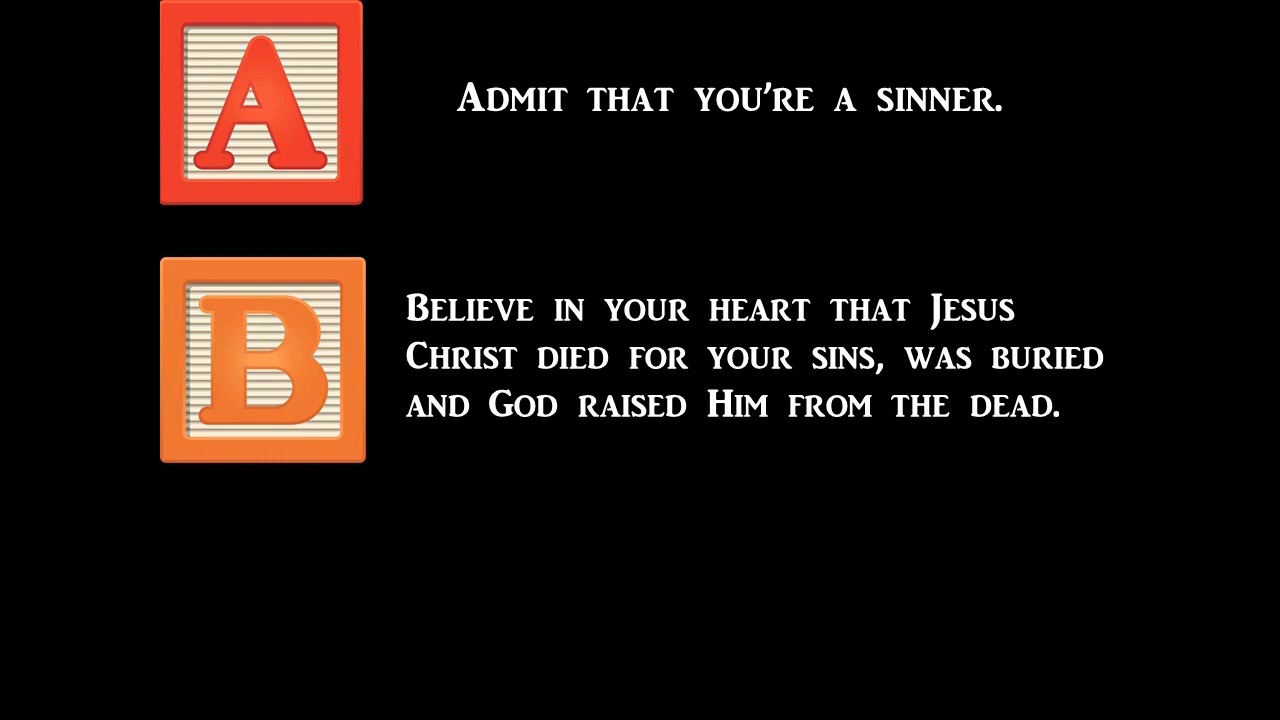 A
Admit that you're a sinner.
B
Believe in your heart that Jesus
Christ died for your sins, was buried
and God raised Him from the dead.